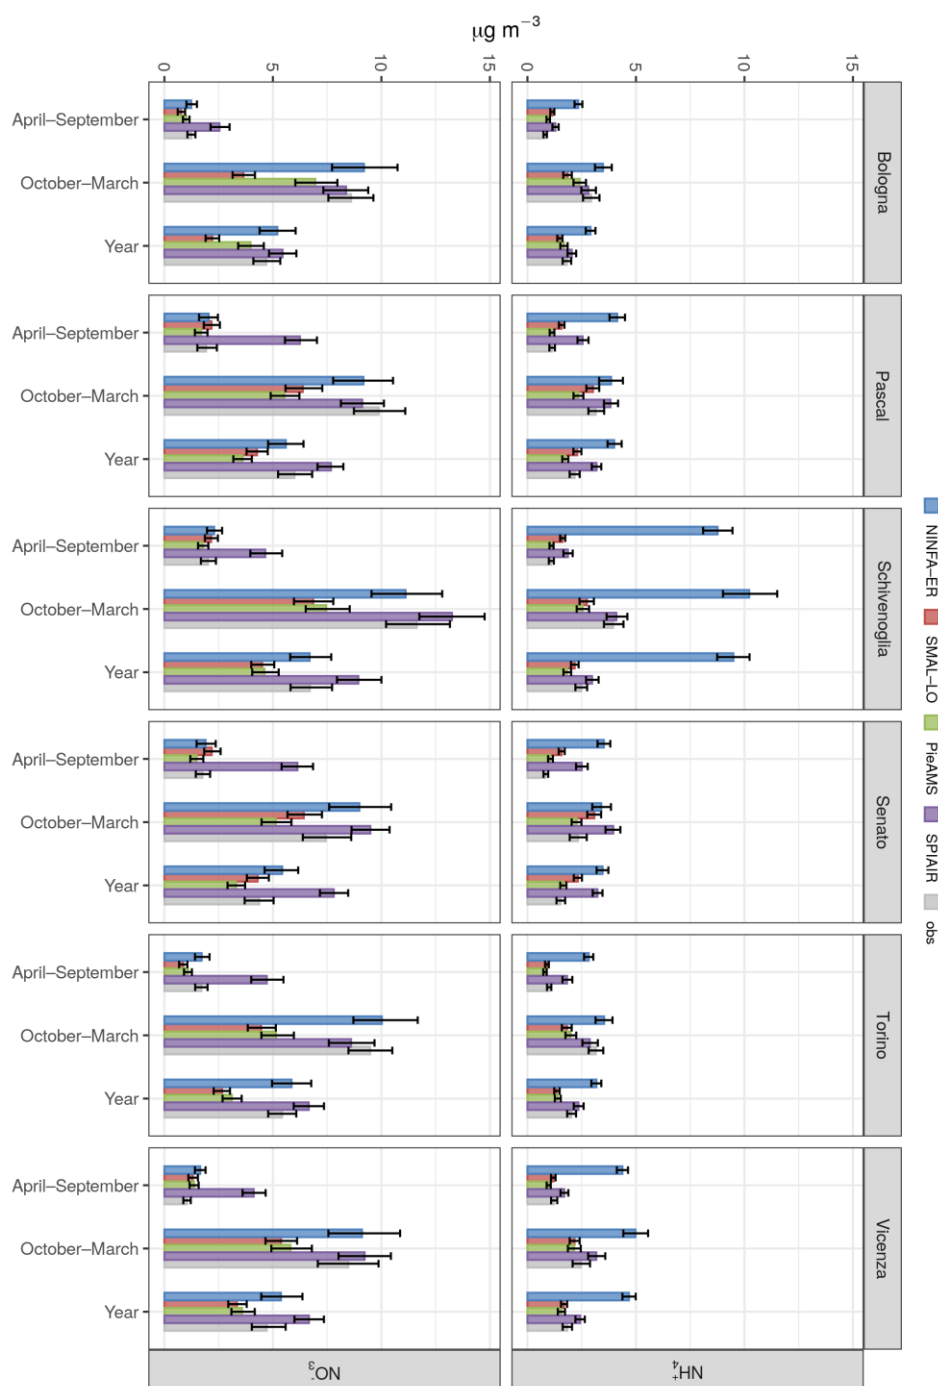 μg m⁻³
0 5 10 15
0 5 10 15
Bologna
April–September
October–March
Year
Pascal
April–September
October–March
Year
Schivenoglia
April–September
October–March
Year
Senato
April–September
October–March
Year
Torino
April–September
October–March
Year
Vicenza
April–September
October–March
Year
NO₃⁻
NH₄⁺
NINFA–ER
SMAL–LO
PieAMS
SPIAIR
obs